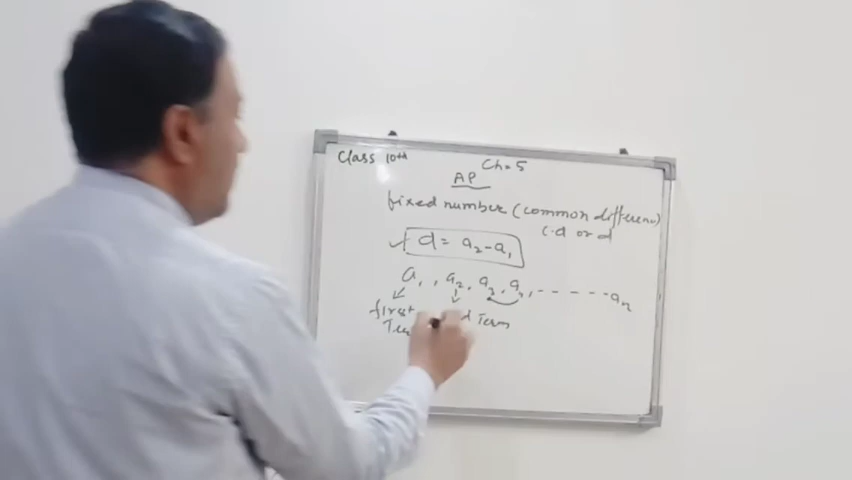 Class 10th Ch. 5
AP
fixed number (common difference)
c.d or d
✓ d = a₂-a₁
a₁, a₂, a₃, a₄, ------aₙ
first d Term